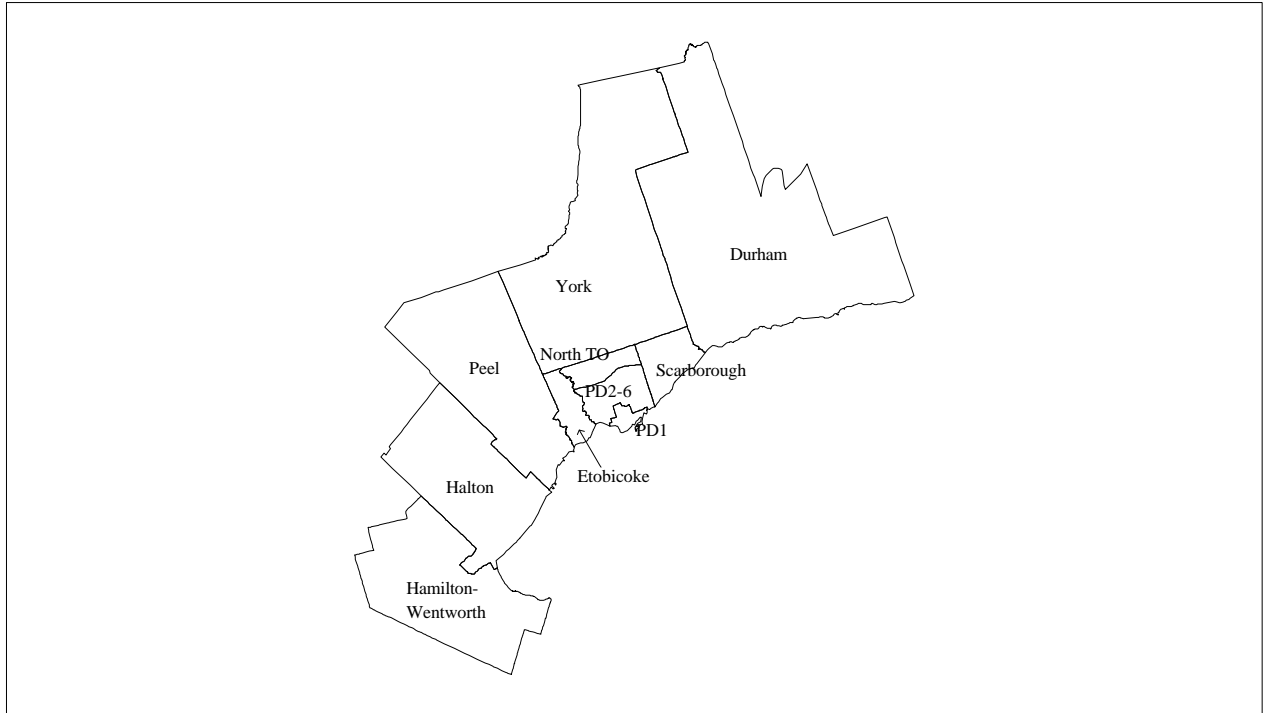 Durham
York
North TO
Peel
Scarborough
PD2-6
PD1
Etobicoke
Halton
Hamilton-
Wentworth